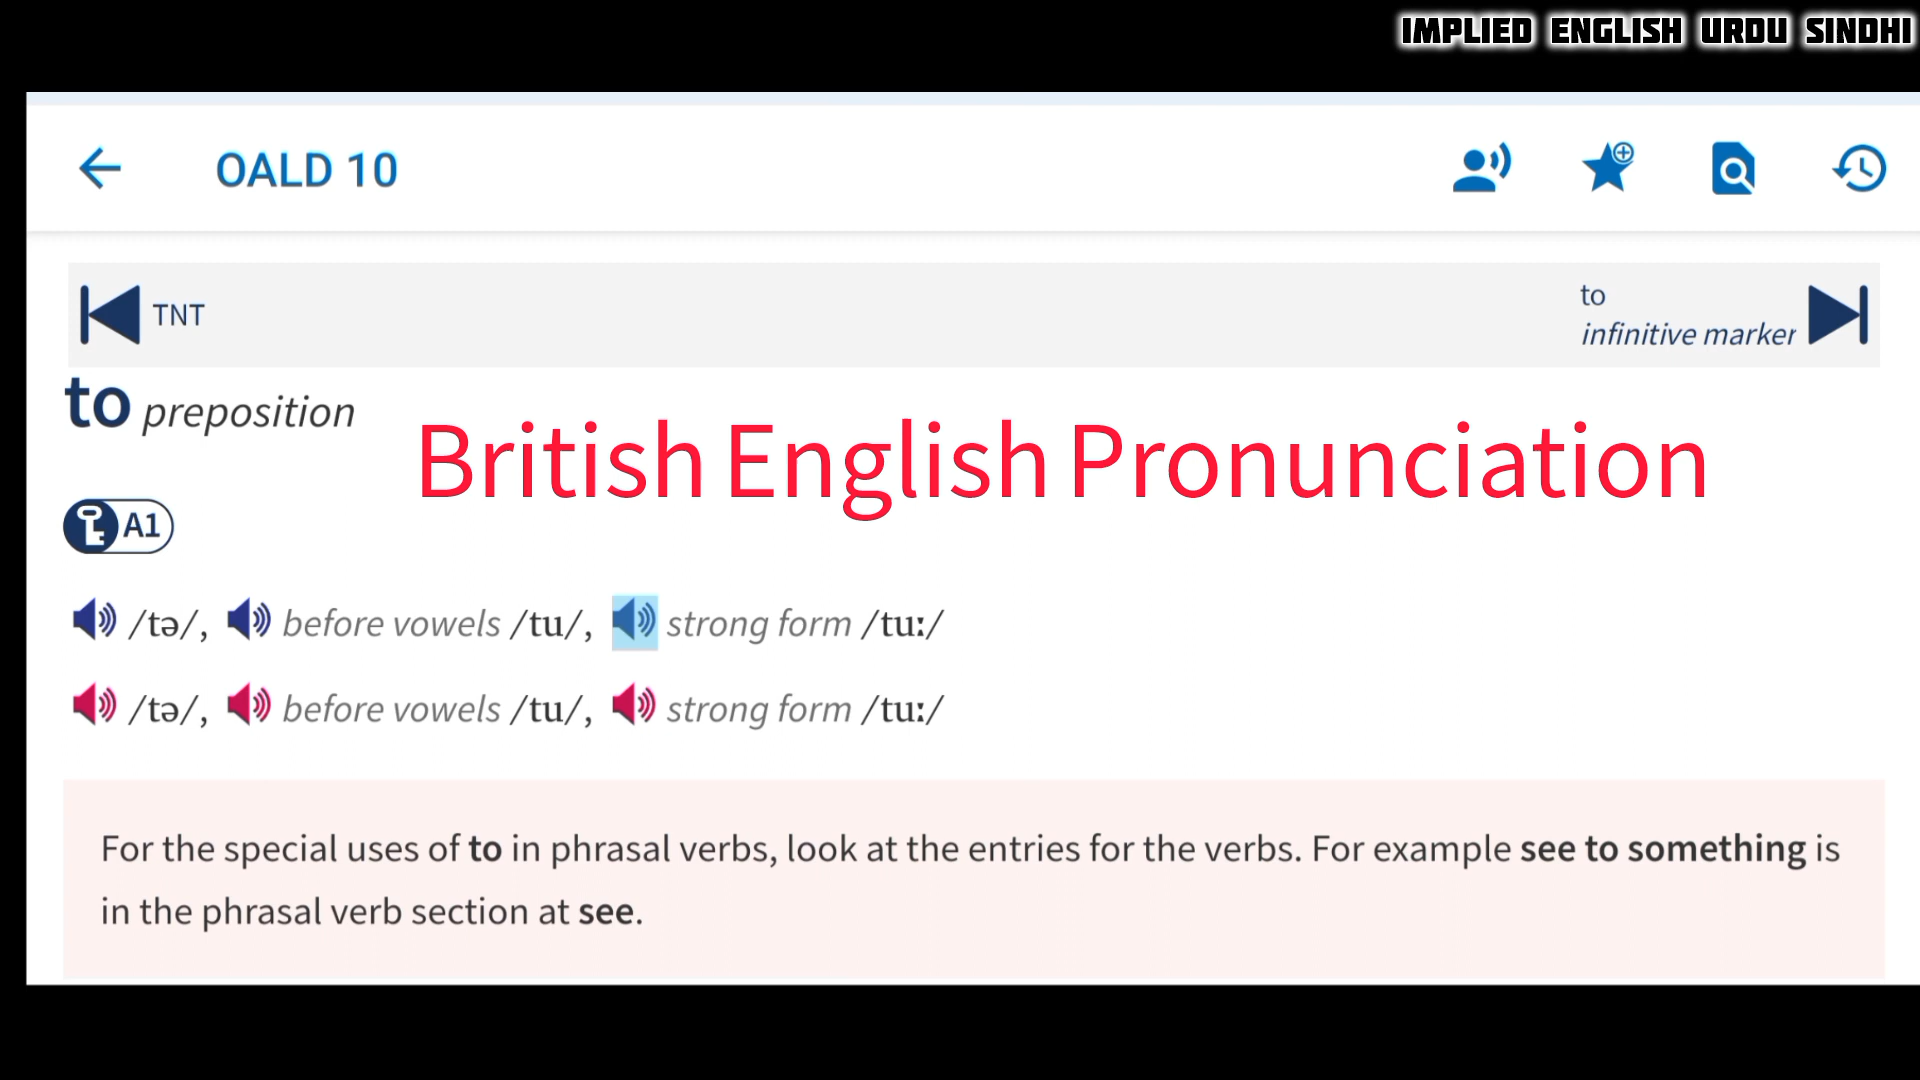 IMPLIED ENGLISH URDU SINDHI
OALD 10
TNT
to
infinitive marker
to preposition
British English Pronunciation
A1
/tə/, before vowels /tu/, strong form /tuː/
/tə/, before vowels /tu/, strong form /tuː/
For the special uses of to in phrasal verbs, look at the entries for the verbs. For example see to something is
in the phrasal verb section at see.